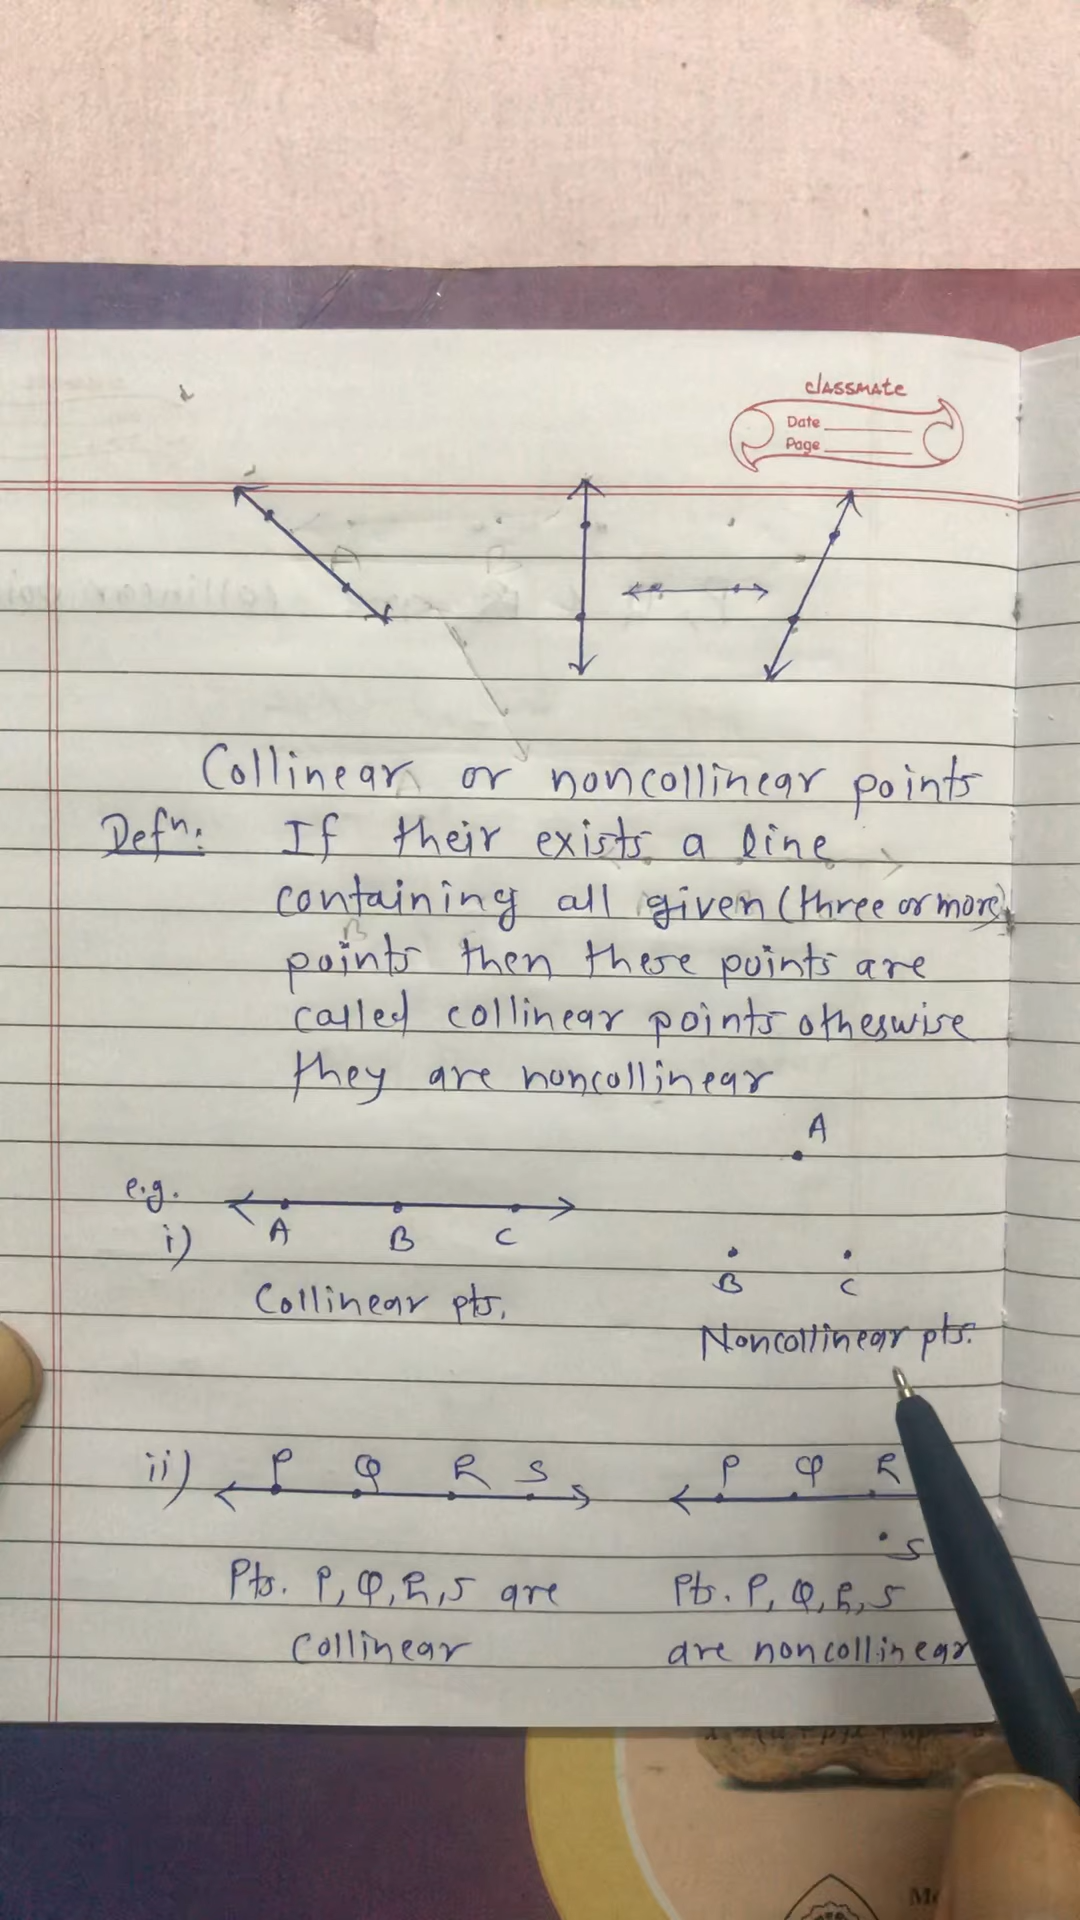 classmate
Date
Page
Collinear or noncollinear points
Defn: If their exists a line
containing all given (three or more)
points then these points are
called collinear points otheswise
they are noncollinear
A
e.g.
i) A B C
B C
Collinear pts.
Noncollinear pts.
ii) P Q R S
P Q R
S
Pts. P, Q, R, S are
Collinear
Pt. P, Q, R, S
are noncollinear